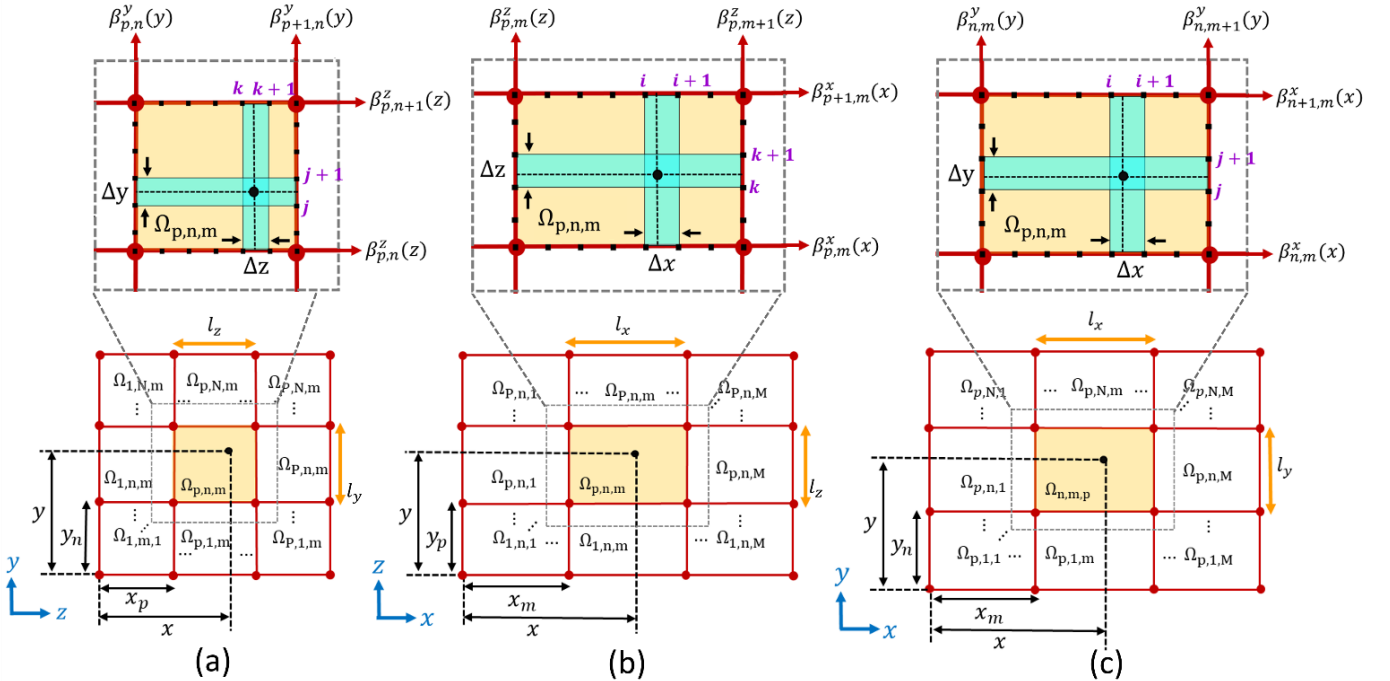 β^y_{p,n}(y) β^y_{p+1,n}(y)
k k + 1
β^z_{p,n+1}(z)
j + 1
Δy
j
Ω_{p,n,m}
β^z_{p,n}(z)
Δz
l_z
Ω_{1,N,m} Ω_{p,N,m} Ω_{P,N,m}
⋮ ... ... ⋮
Ω_{P,n,m}
Ω_{1,n,m} Ω_{p,n,m}
l_y
y
y_n
⋮ ⋰ ... ... ⋮
Ω_{1,m,1} Ω_{p,1,m} Ω_{P,1,m}
y
z
x_p
x
(a)
β^z_{p,m}(z) β^z_{p,m+1}(z)
i i + 1
β^x_{p+1,m}(x)
k + 1
Δz
k
Ω_{p,n,m}
β^x_{p,m}(x)
Δx
l_x
Ω_{P,n,1} ... Ω_{P,n,m} ... Ω_{P,n,M}
⋮ ... ⋰ ⋮
Ω_{p,n,1} Ω_{p,n,m} Ω_{p,n,M}
l_z
y
y_p
⋮ ⋰ ⋮
Ω_{1,n,1} ... Ω_{1,n,m} ... Ω_{1,n,M}
z
x
x_m
x
(b)
β^y_{n,m}(y) β^y_{n,m+1}(y)
i i + 1
β^x_{n+1,m}(x)
j + 1
Δy
j
Ω_{p,n,m}
β^x_{n,m}(x)
Δx
l_x
Ω_{p,N,1} ... Ω_{p,N,m} ... Ω_{p,N,M}
⋮ ⋰ ⋮
Ω_{p,n,1} Ω_{n,m,p} Ω_{p,n,M}
l_y
y
y_n
⋮ ⋰ ⋮
Ω_{p,1,1} ... Ω_{p,1,m} ... Ω_{p,1,M}
y
x
x_m
x
(c)